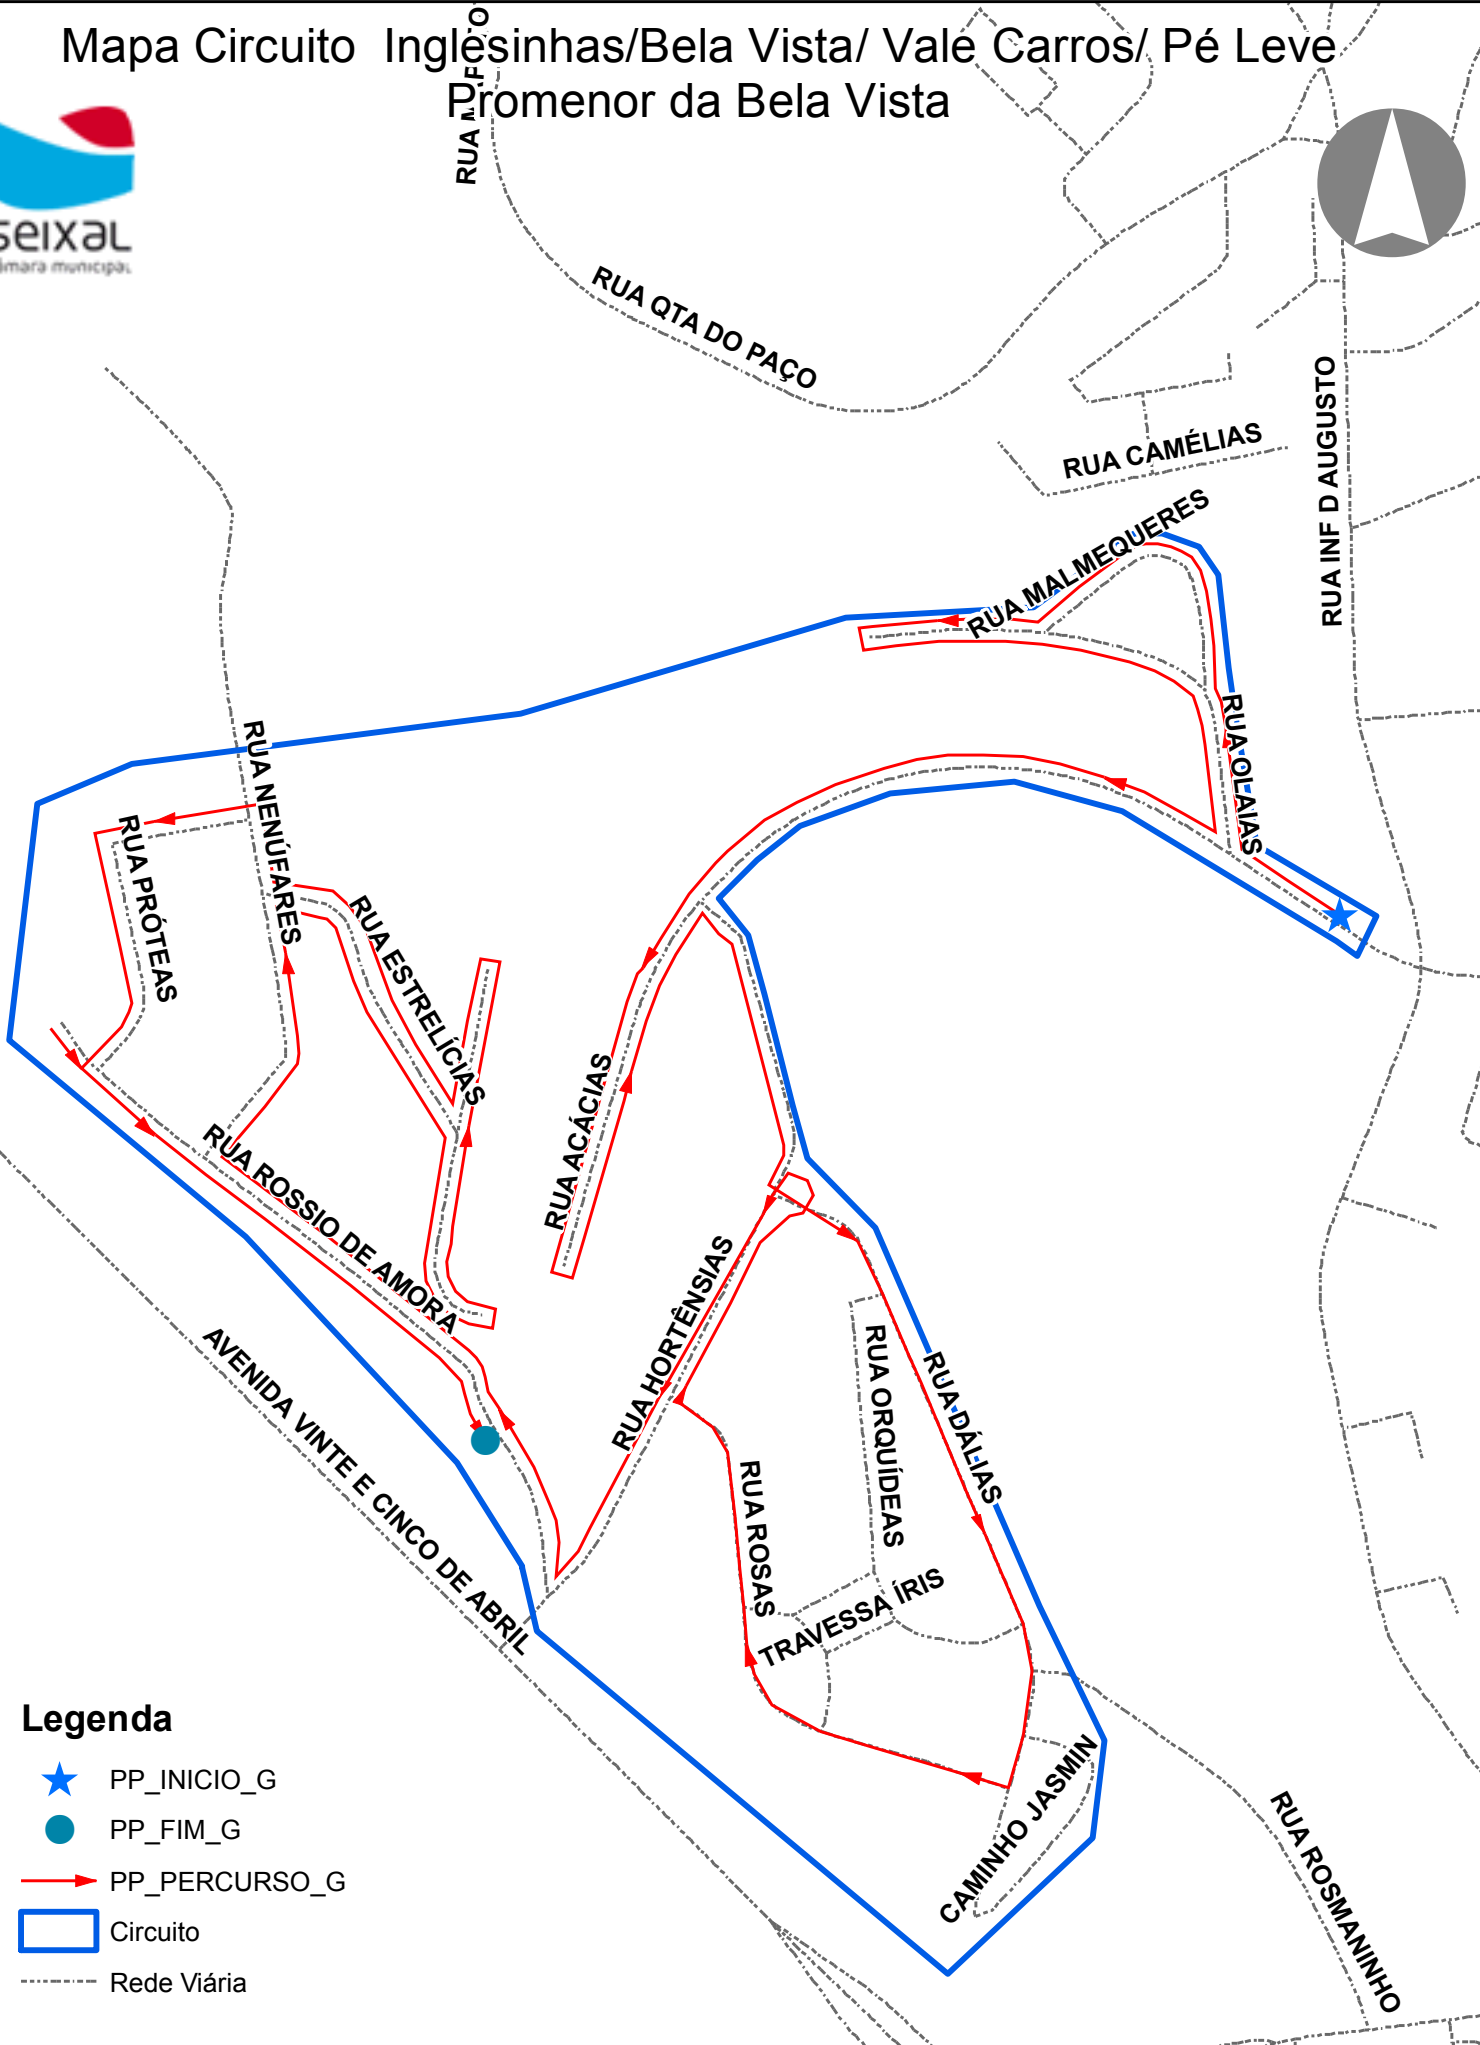 Mapa Circuito  Inglesinhas/Bela Vista/ Vale Carros/ Pé Leve
Promenor da Bela Vista
seixal
câmara municipal
RUA QTA DO PAÇO
RUA CAMÉLIAS
RUA INF D AUGUSTO
RUA MALMEQUERES
RUA OLAIAS
RUA NENÚFARES
RUA PRÓTEAS
RUA ESTRELÍCIAS
RUA ACÁCIAS
RUA ROSSIO DE AMORA
RUA HORTÊNSIAS
AVENIDA VINTE E CINCO DE ABRIL
RUA ORQUÍDEAS
RUA DÁLIAS
RUA ROSAS
TRAVESSA ÍRIS
CAMINHO JASMIN
RUA ROSMANINHO
Legenda
PP_INICIO_G
PP_FIM_G
PP_PERCURSO_G
Circuito
Rede Viária